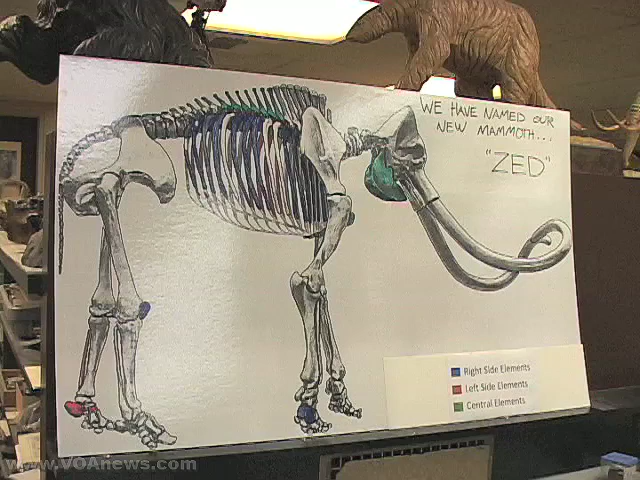 WE HAVE NAMED OUR
NEW MAMMOTH....
"ZED"
Right Side Elements
Left Side Elements
Central Elements
www.VOAnews.com